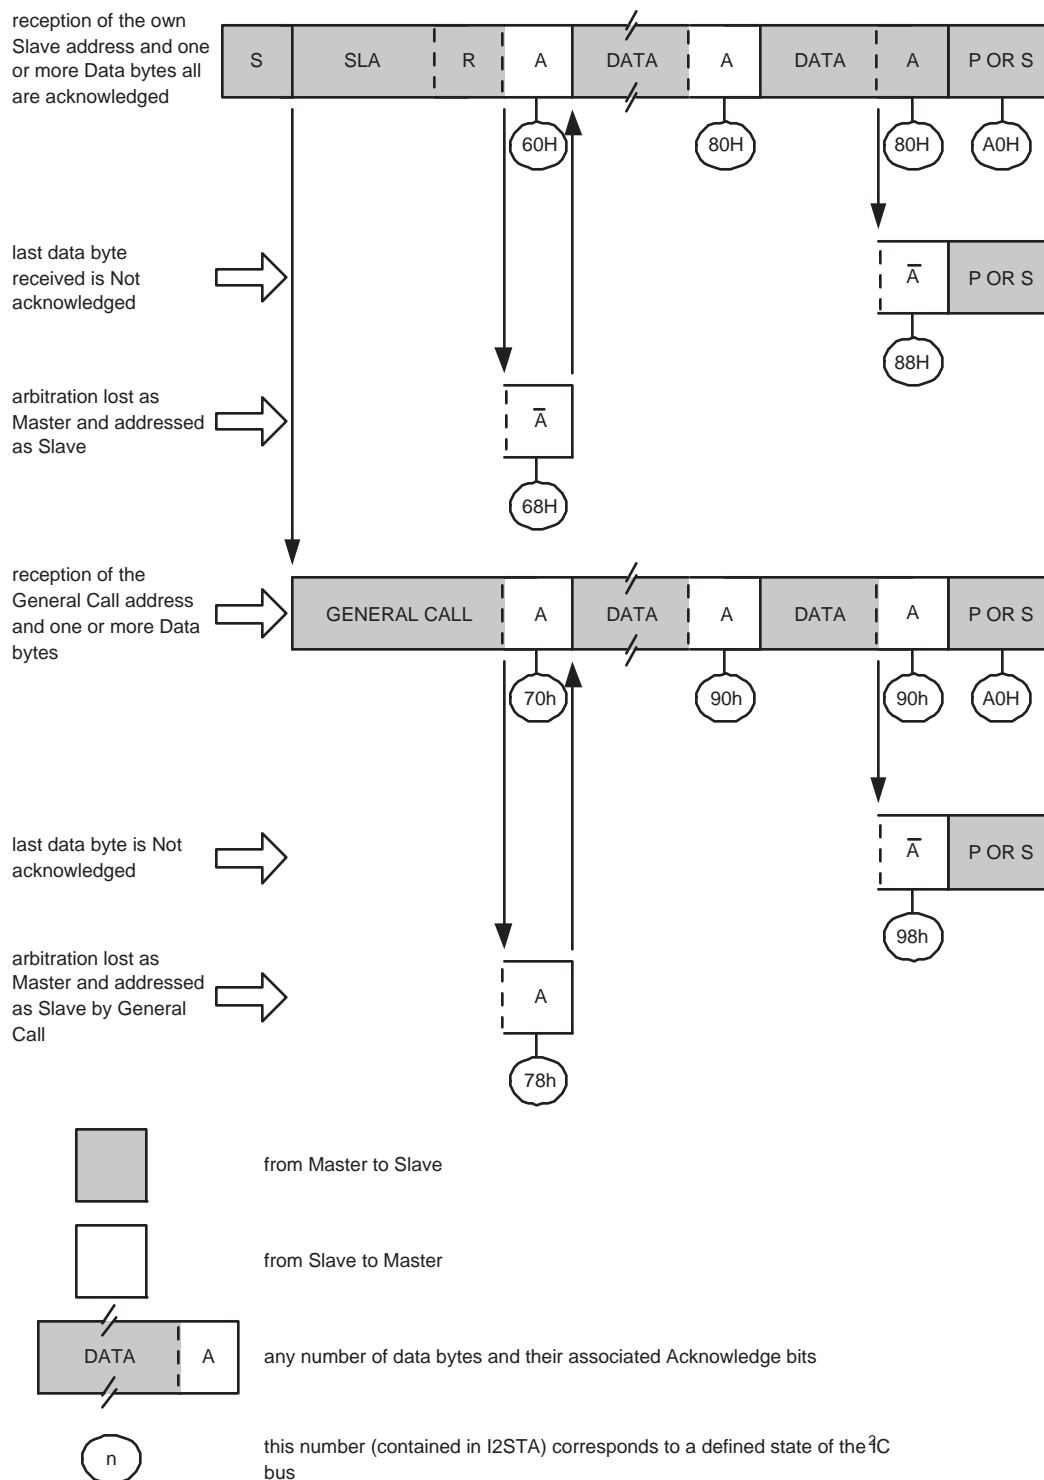 reception of the own
Slave address and one
or more Data bytes all
are acknowledged
S SLA R A DATA A DATA A P OR S
60H 80H 80H A0H
last data byte
received is Not
acknowledged
A̅ P OR S
88H
arbitration lost as
Master and addressed
as Slave
A̅
68H
reception of the
General Call address
and one or more Data
bytes
GENERAL CALL A DATA A DATA A P OR S
70h 90h 90h A0H
last data byte is Not
acknowledged
A̅ P OR S
98h
arbitration lost as
Master and addressed
as Slave by General
Call
A
78h
from Master to Slave
from Slave to Master
DATA A
any number of data bytes and their associated Acknowledge bits
n
this number (contained in I2STA) corresponds to a defined state of the I²C
bus